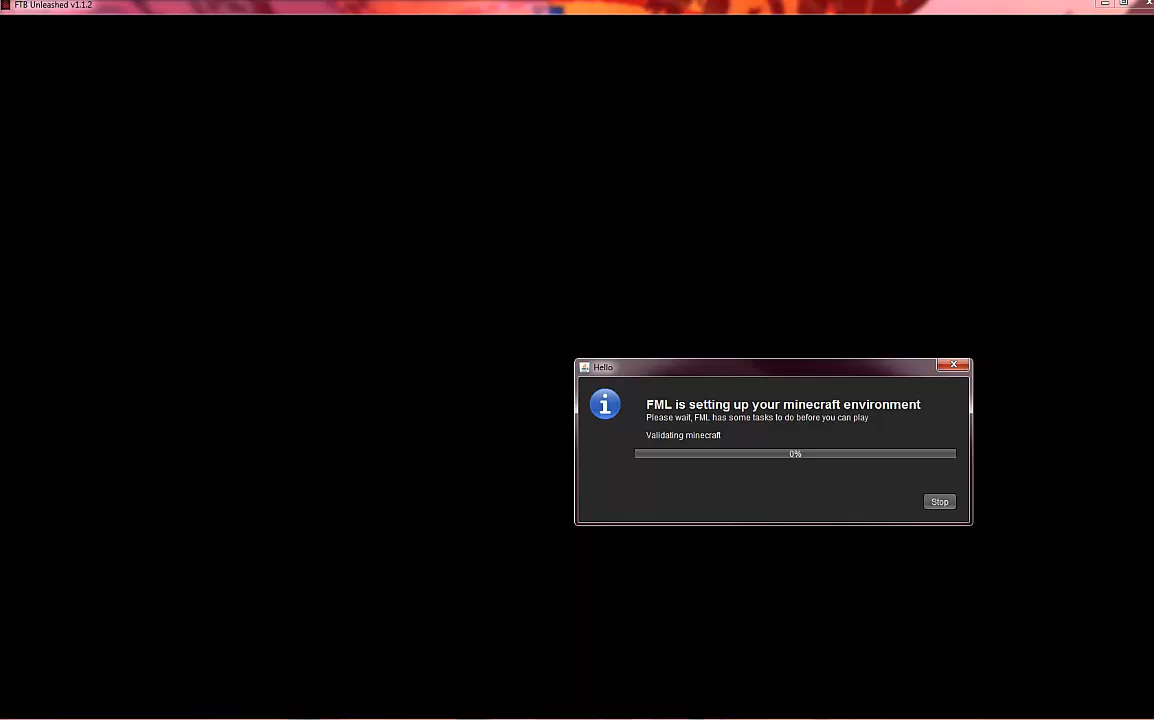 FTB Unleashed v1.1.2
Hello
FML is setting up your minecraft environment
Please wait, FML has some tasks to do before you can play
Validating minecraft
0%
Stop